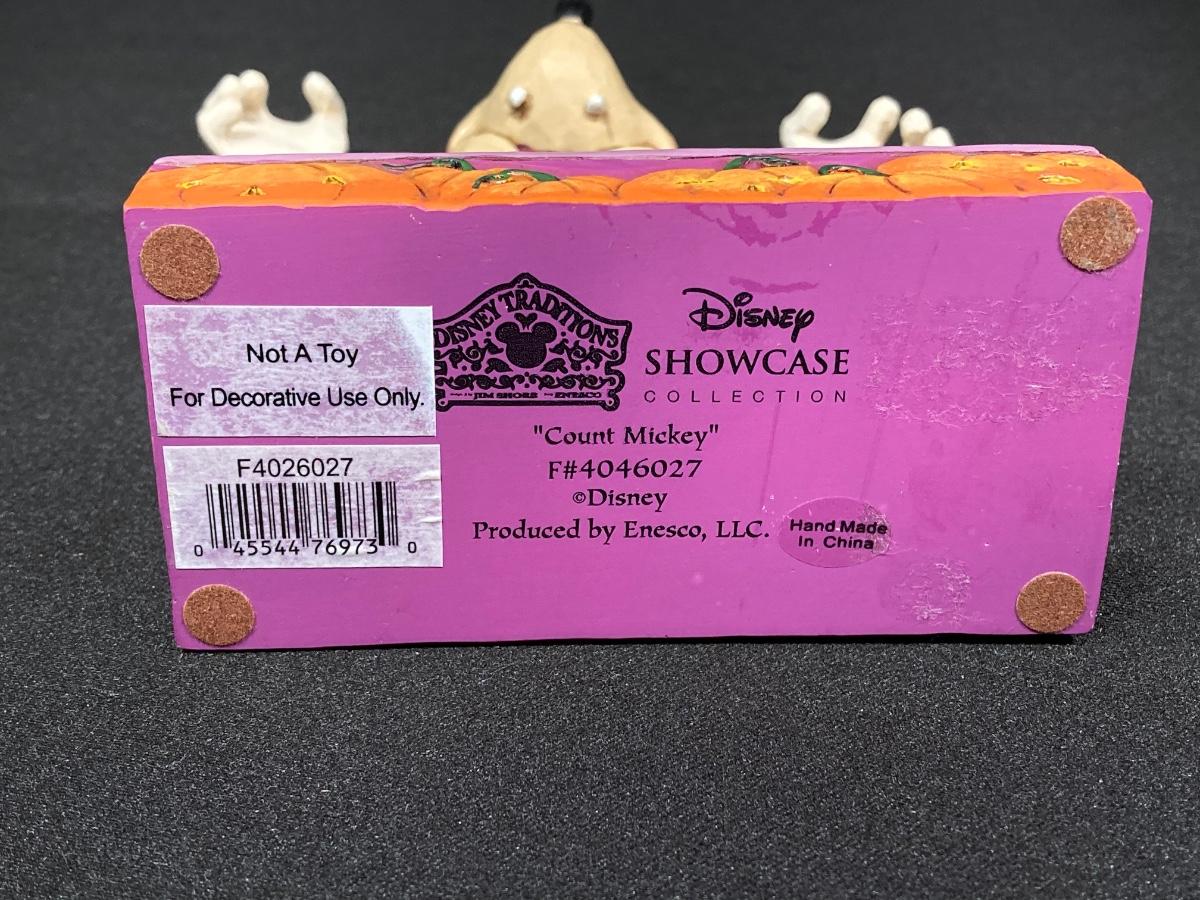 Not A Toy
For Decorative Use Only.
F4026027
0 45544 76973 0
DISNEY TRADITIONS
JIM SHORE ENESCO
Disney
SHOWCASE
COLLECTION
"Count Mickey"
F#4046027
©Disney
Produced by Enesco, LLC.
Hand Made
In China